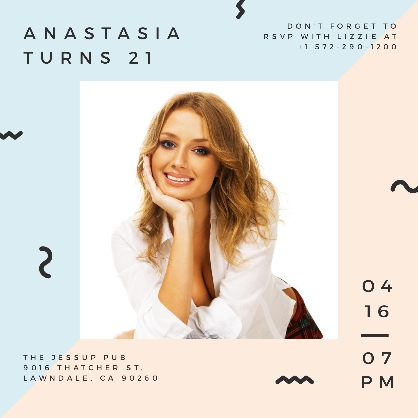 ANASTASIA
TURNS 21
DON'T FORGET TO
RSVP WITH LIZZIE AT
+1 572-290-1200
04
16
07
PM
THE JESSUP PUB
9016 THATCHER ST.
LAWNDALE, CA 90260